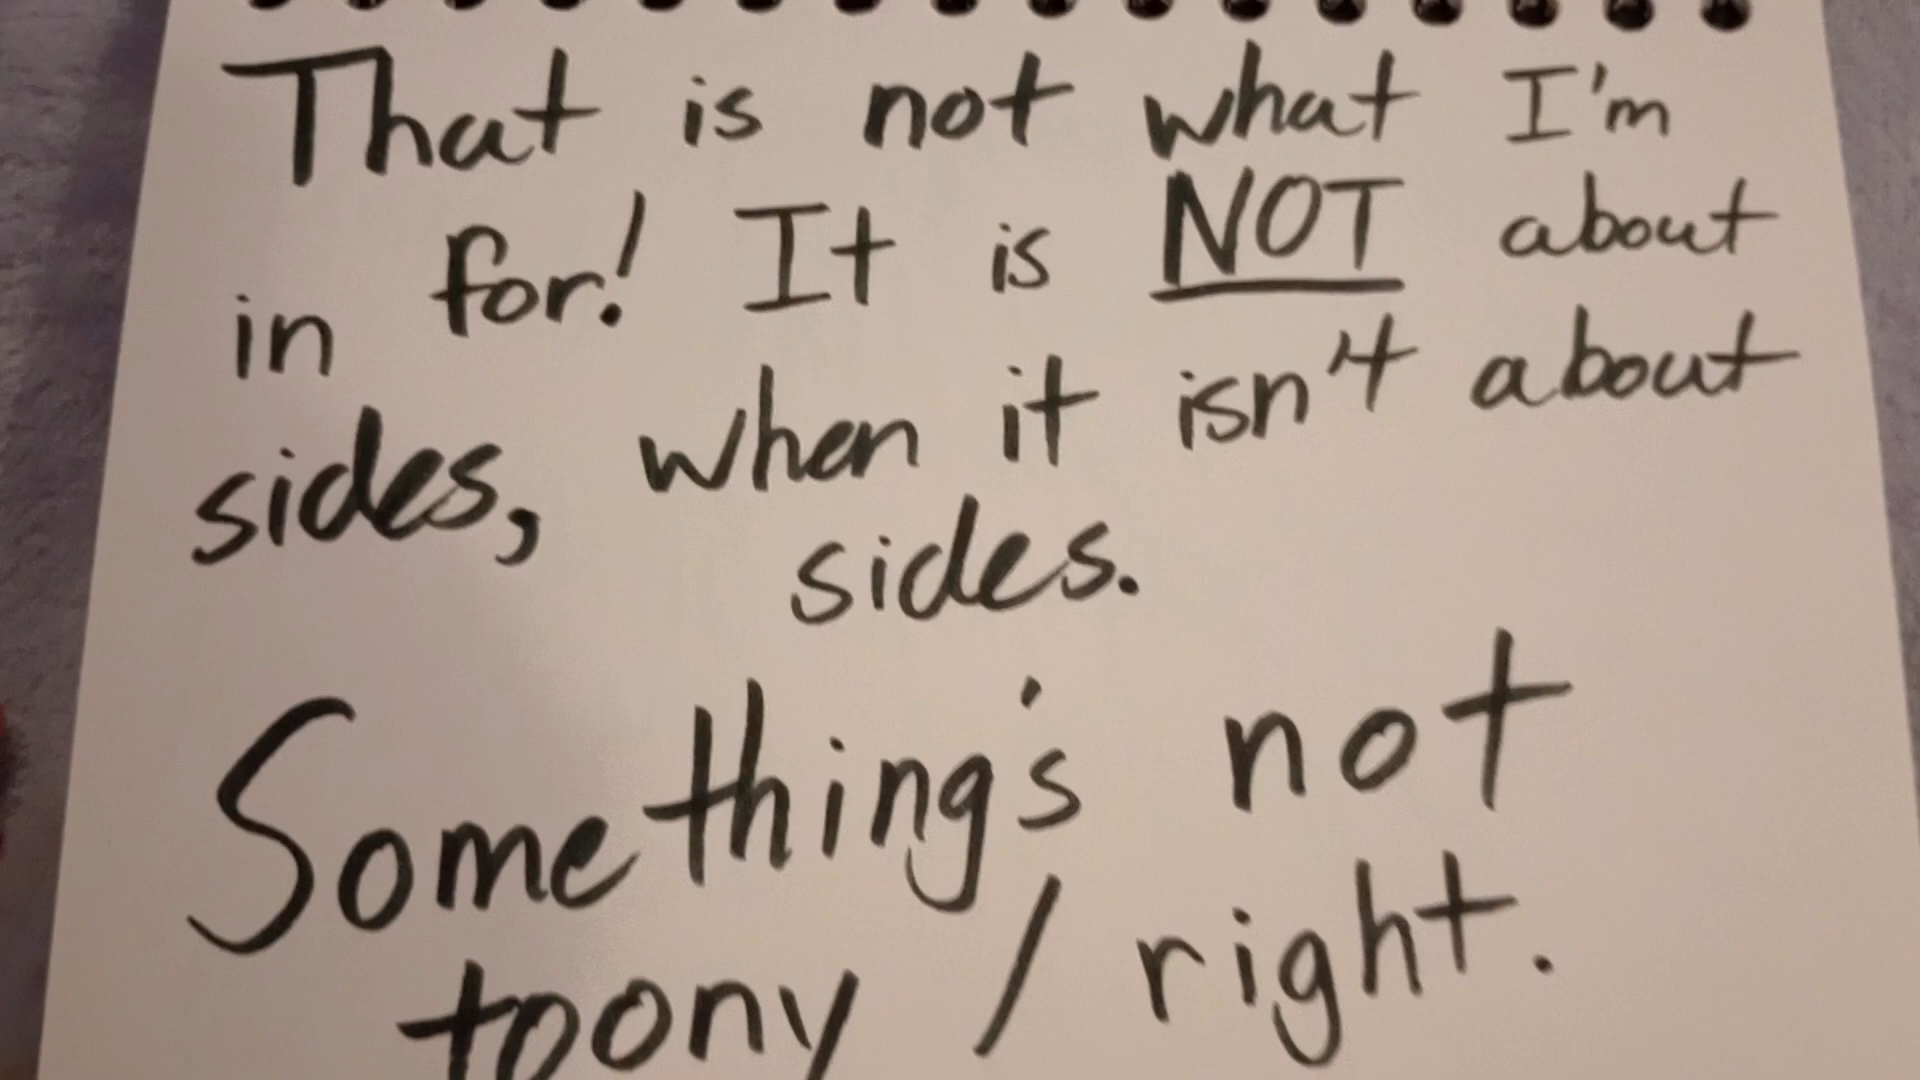 That is not what I'm
in for! It is NOT about
sides, when it isn't about
sides.
Something's not
toony / right.